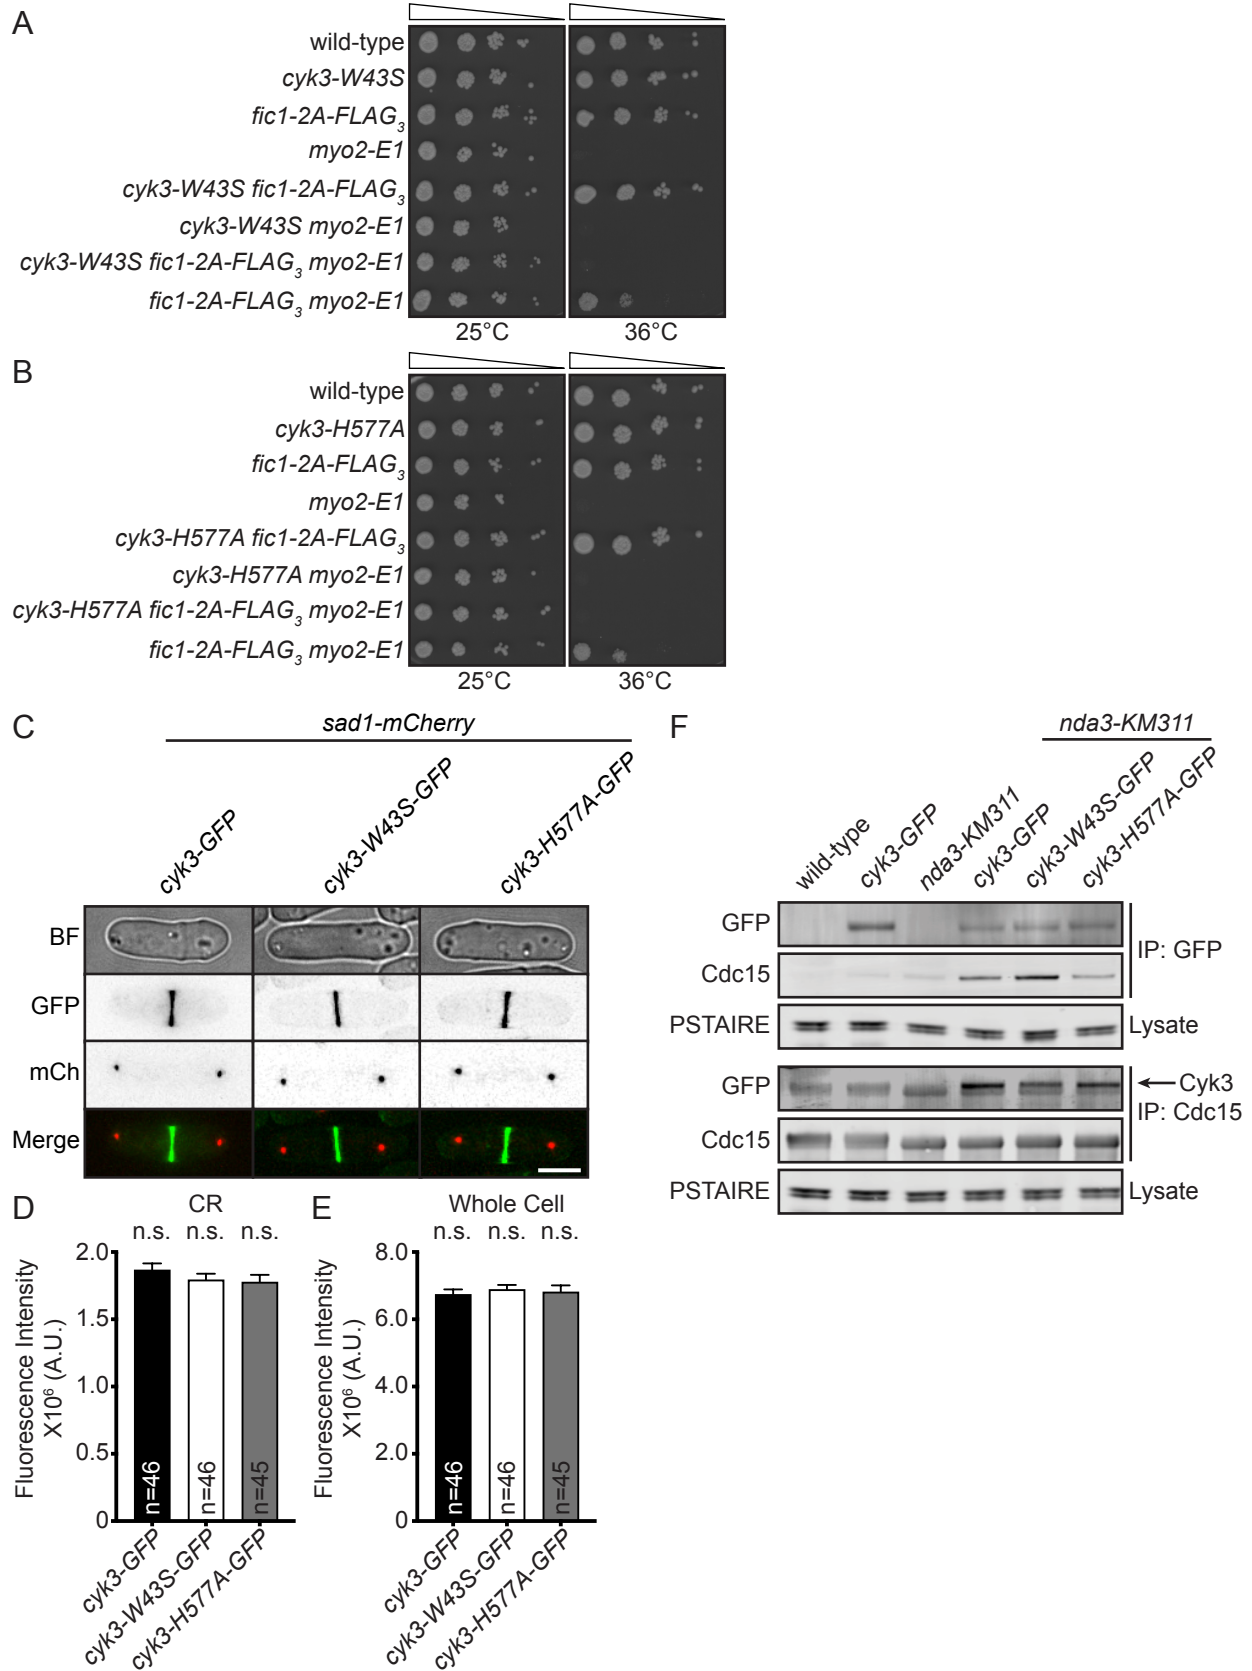 A
wild-type
cyk3-W43S
fic1-2A-FLAG3
myo2-E1
cyk3-W43S fic1-2A-FLAG3
cyk3-W43S myo2-E1
cyk3-W43S fic1-2A-FLAG3 myo2-E1
fic1-2A-FLAG3 myo2-E1
25°C 36°C
B
wild-type
cyk3-H577A
fic1-2A-FLAG3
myo2-E1
cyk3-H577A fic1-2A-FLAG3
cyk3-H577A myo2-E1
cyk3-H577A fic1-2A-FLAG3 myo2-E1
fic1-2A-FLAG3 myo2-E1
25°C 36°C
C
sad1-mCherry
cyk3-GFP
cyk3-W43S-GFP
cyk3-H577A-GFP
BF
GFP
mCh
Merge
D
CR
n.s. n.s. n.s.
Fluorescence Intensity
X10⁶ (A.U.)
2.0
1.5
1.0
0.5
0
n=46
n=46
n=45
cyk3-GFP
cyk3-W43S-GFP
cyk3-H577A-GFP
E
Whole Cell
n.s. n.s. n.s.
Fluorescence Intensity
X10⁶ (A.U.)
8.0
6.0
4.0
2.0
0
n=46
n=46
n=45
cyk3-GFP
cyk3-W43S-GFP
cyk3-H577A-GFP
F
nda3-KM311
wild-type
cyk3-GFP
nda3-KM311
cyk3-GFP
cyk3-W43S-GFP
cyk3-H577A-GFP
GFP
Cdc15
IP: GFP
PSTAIRE
Lysate
GFP
Cyk3
IP: Cdc15
Cdc15
PSTAIRE
Lysate